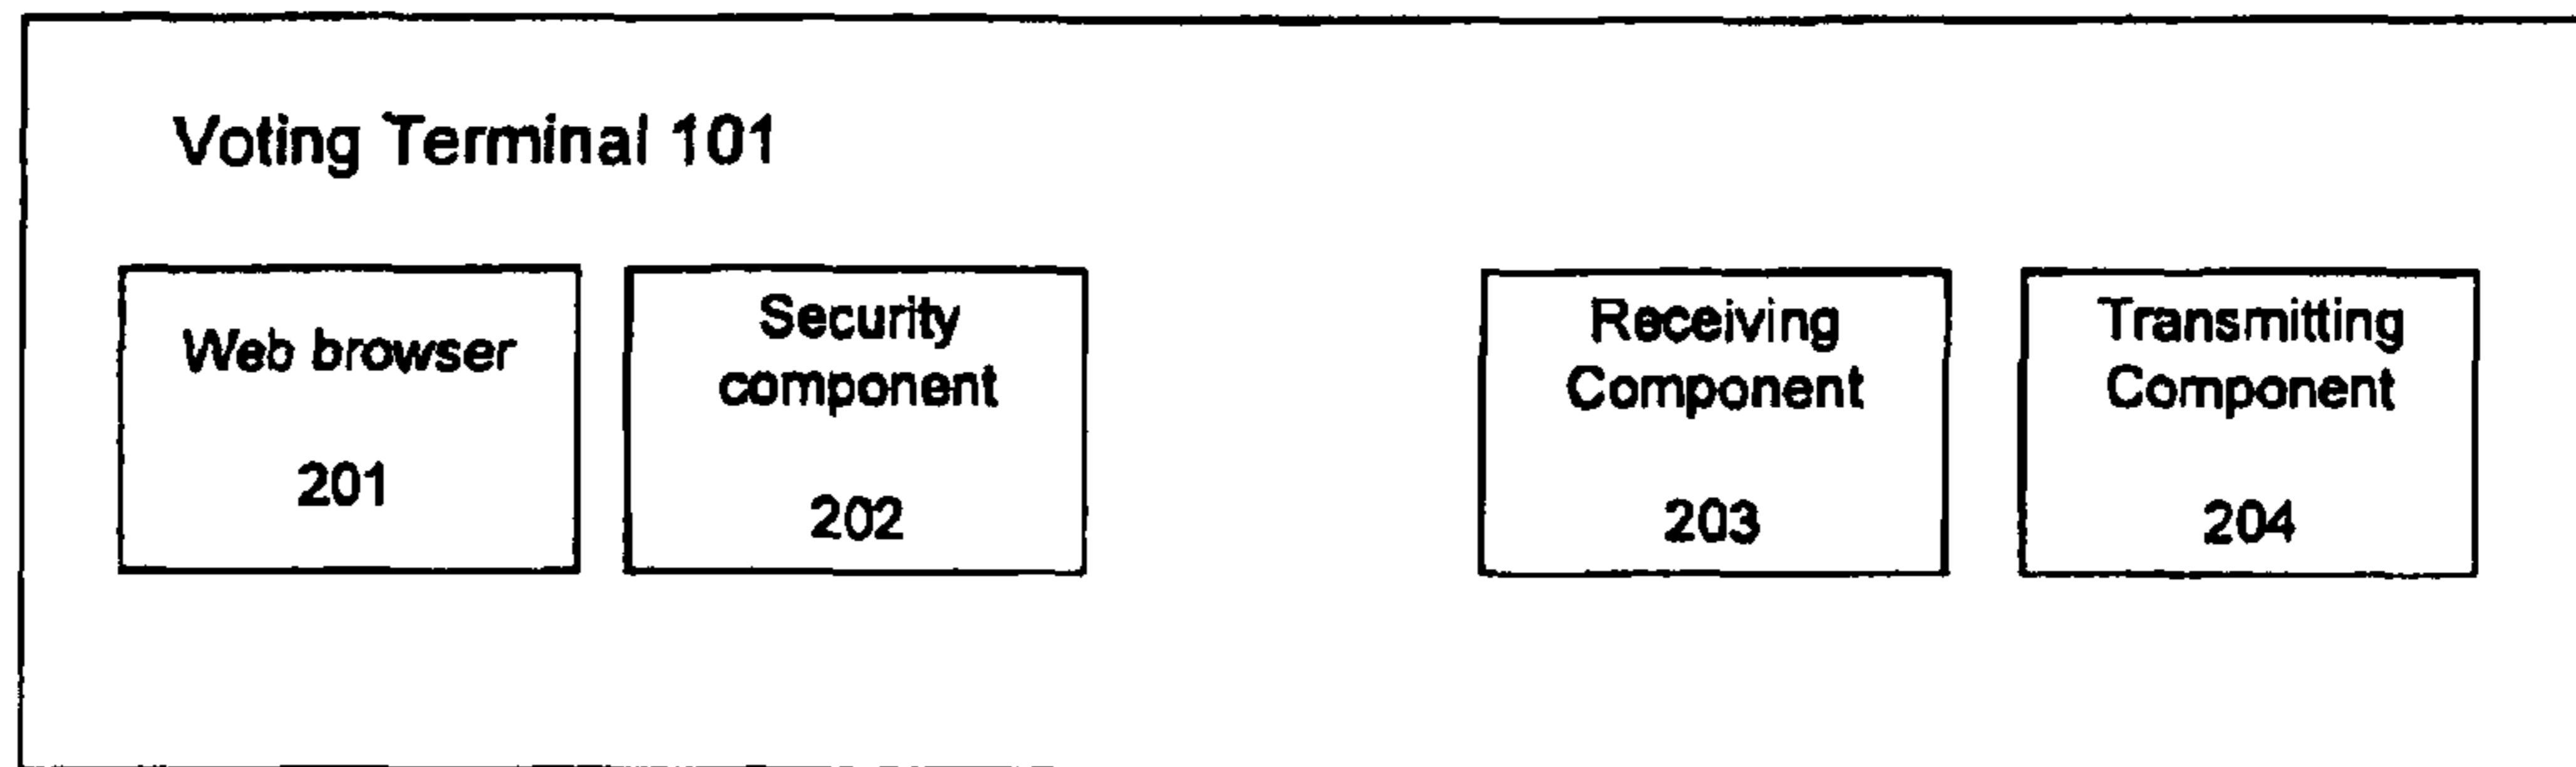 Voting Terminal 101
Web browser
201
Security
component
202
Receiving
Component
203
Transmitting
Component
204